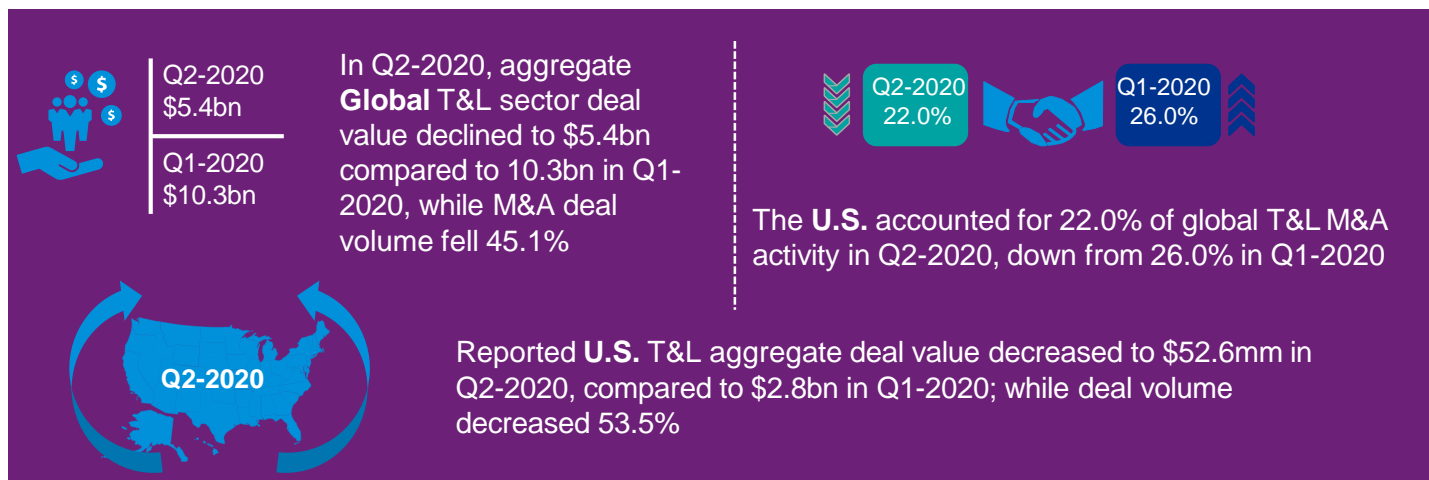 Q2-2020
$5.4bn
Q1-2020
$10.3bn
In Q2-2020, aggregate
Global T&L sector deal
value declined to $5.4bn
compared to 10.3bn in Q1-
2020, while M&A deal
volume fell 45.1%
Q2-2020
22.0%
Q1-2020
26.0%
The U.S. accounted for 22.0% of global T&L M&A
activity in Q2-2020, down from 26.0% in Q1-2020
Q2-2020
Reported U.S. T&L aggregate deal value decreased to $52.6mm in
Q2-2020, compared to $2.8bn in Q1-2020; while deal volume
decreased 53.5%